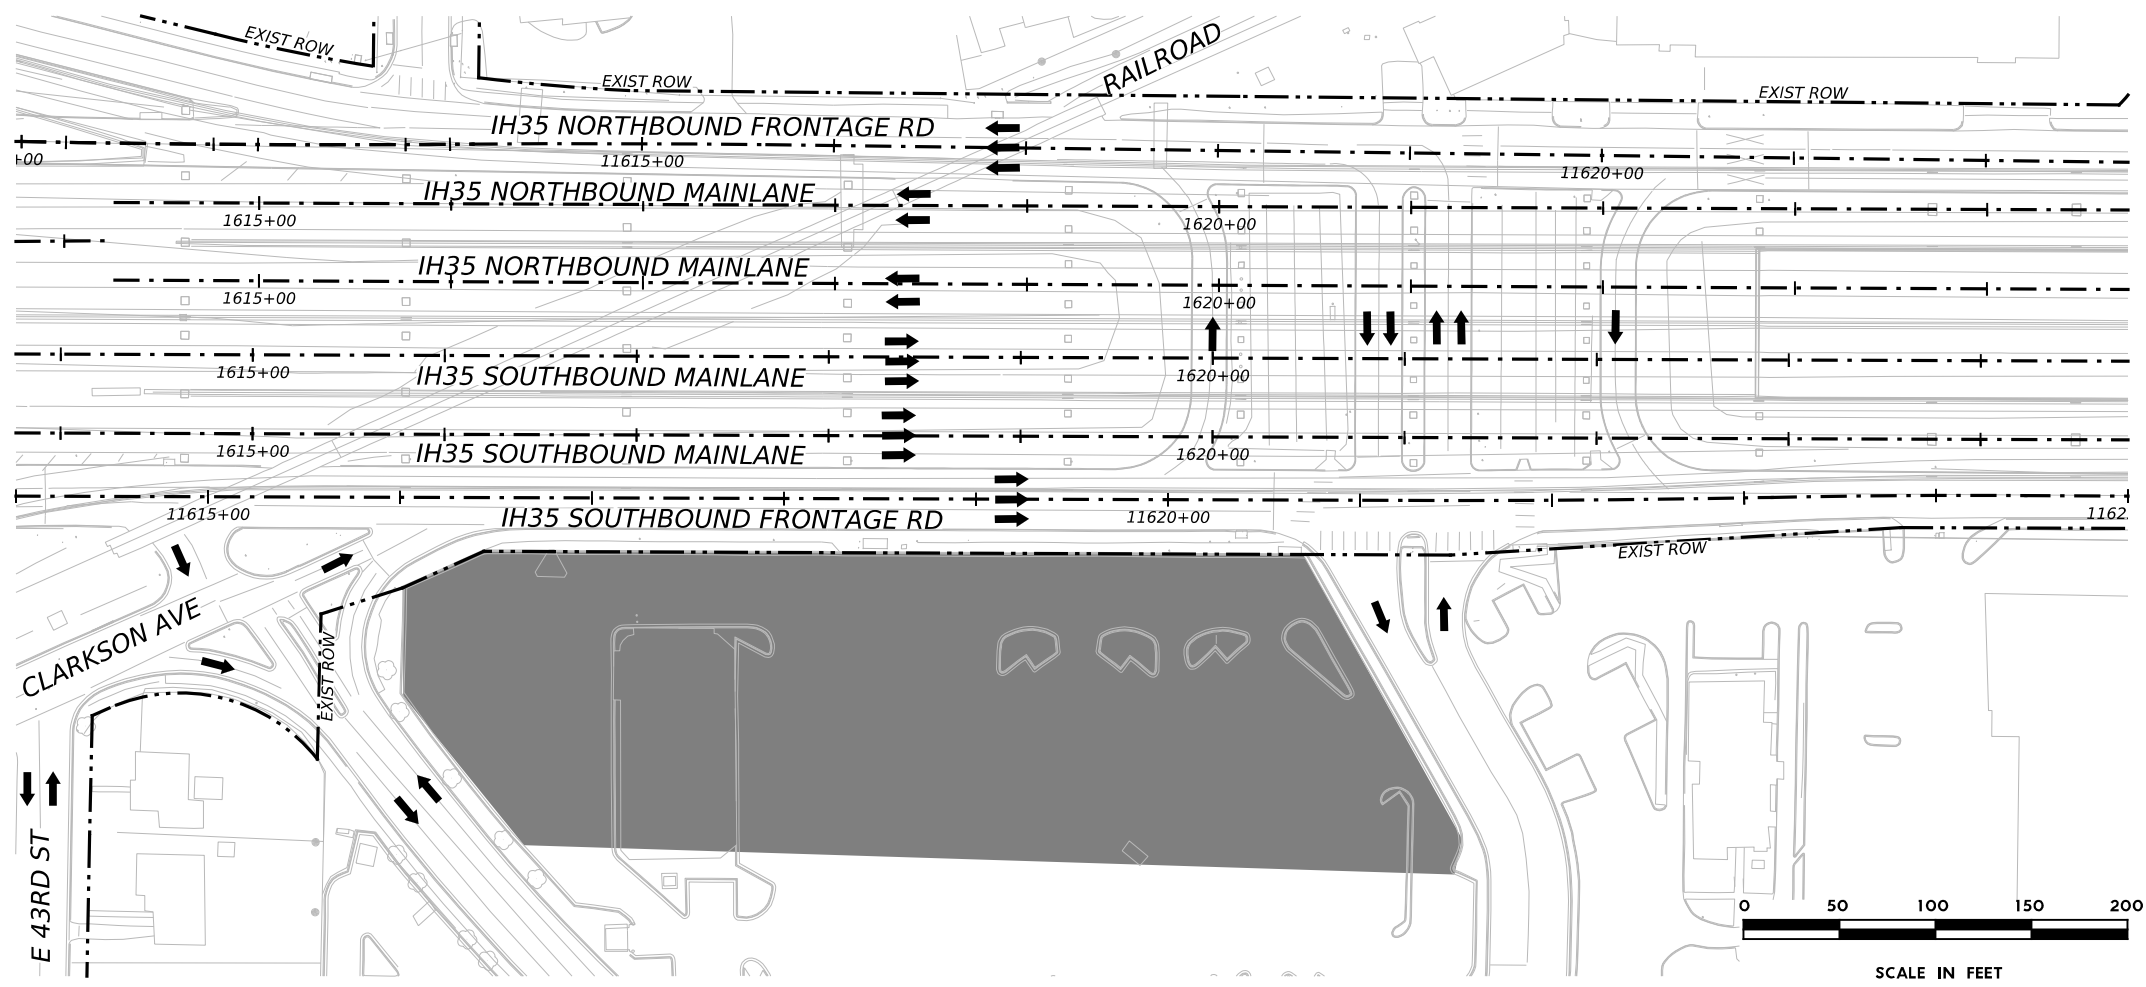 EXIST ROW
RAILROAD
EXIST ROW
EXIST ROW
IH35 NORTHBOUND FRONTAGE RD
+00
11615+00
11620+00
IH35 NORTHBOUND MAINLANE
1615+00
1620+00
IH35 NORTHBOUND MAINLANE
1615+00
1620+00
1615+00
IH35 SOUTHBOUND MAINLANE
1620+00
1615+00
IH35 SOUTHBOUND MAINLANE
1620+00
11615+00
IH35 SOUTHBOUND FRONTAGE RD
11620+00
1162
EXIST ROW
CLARKSON AVE
EXIST ROW
E 43RD ST
0 50 100 150 200
SCALE IN FEET